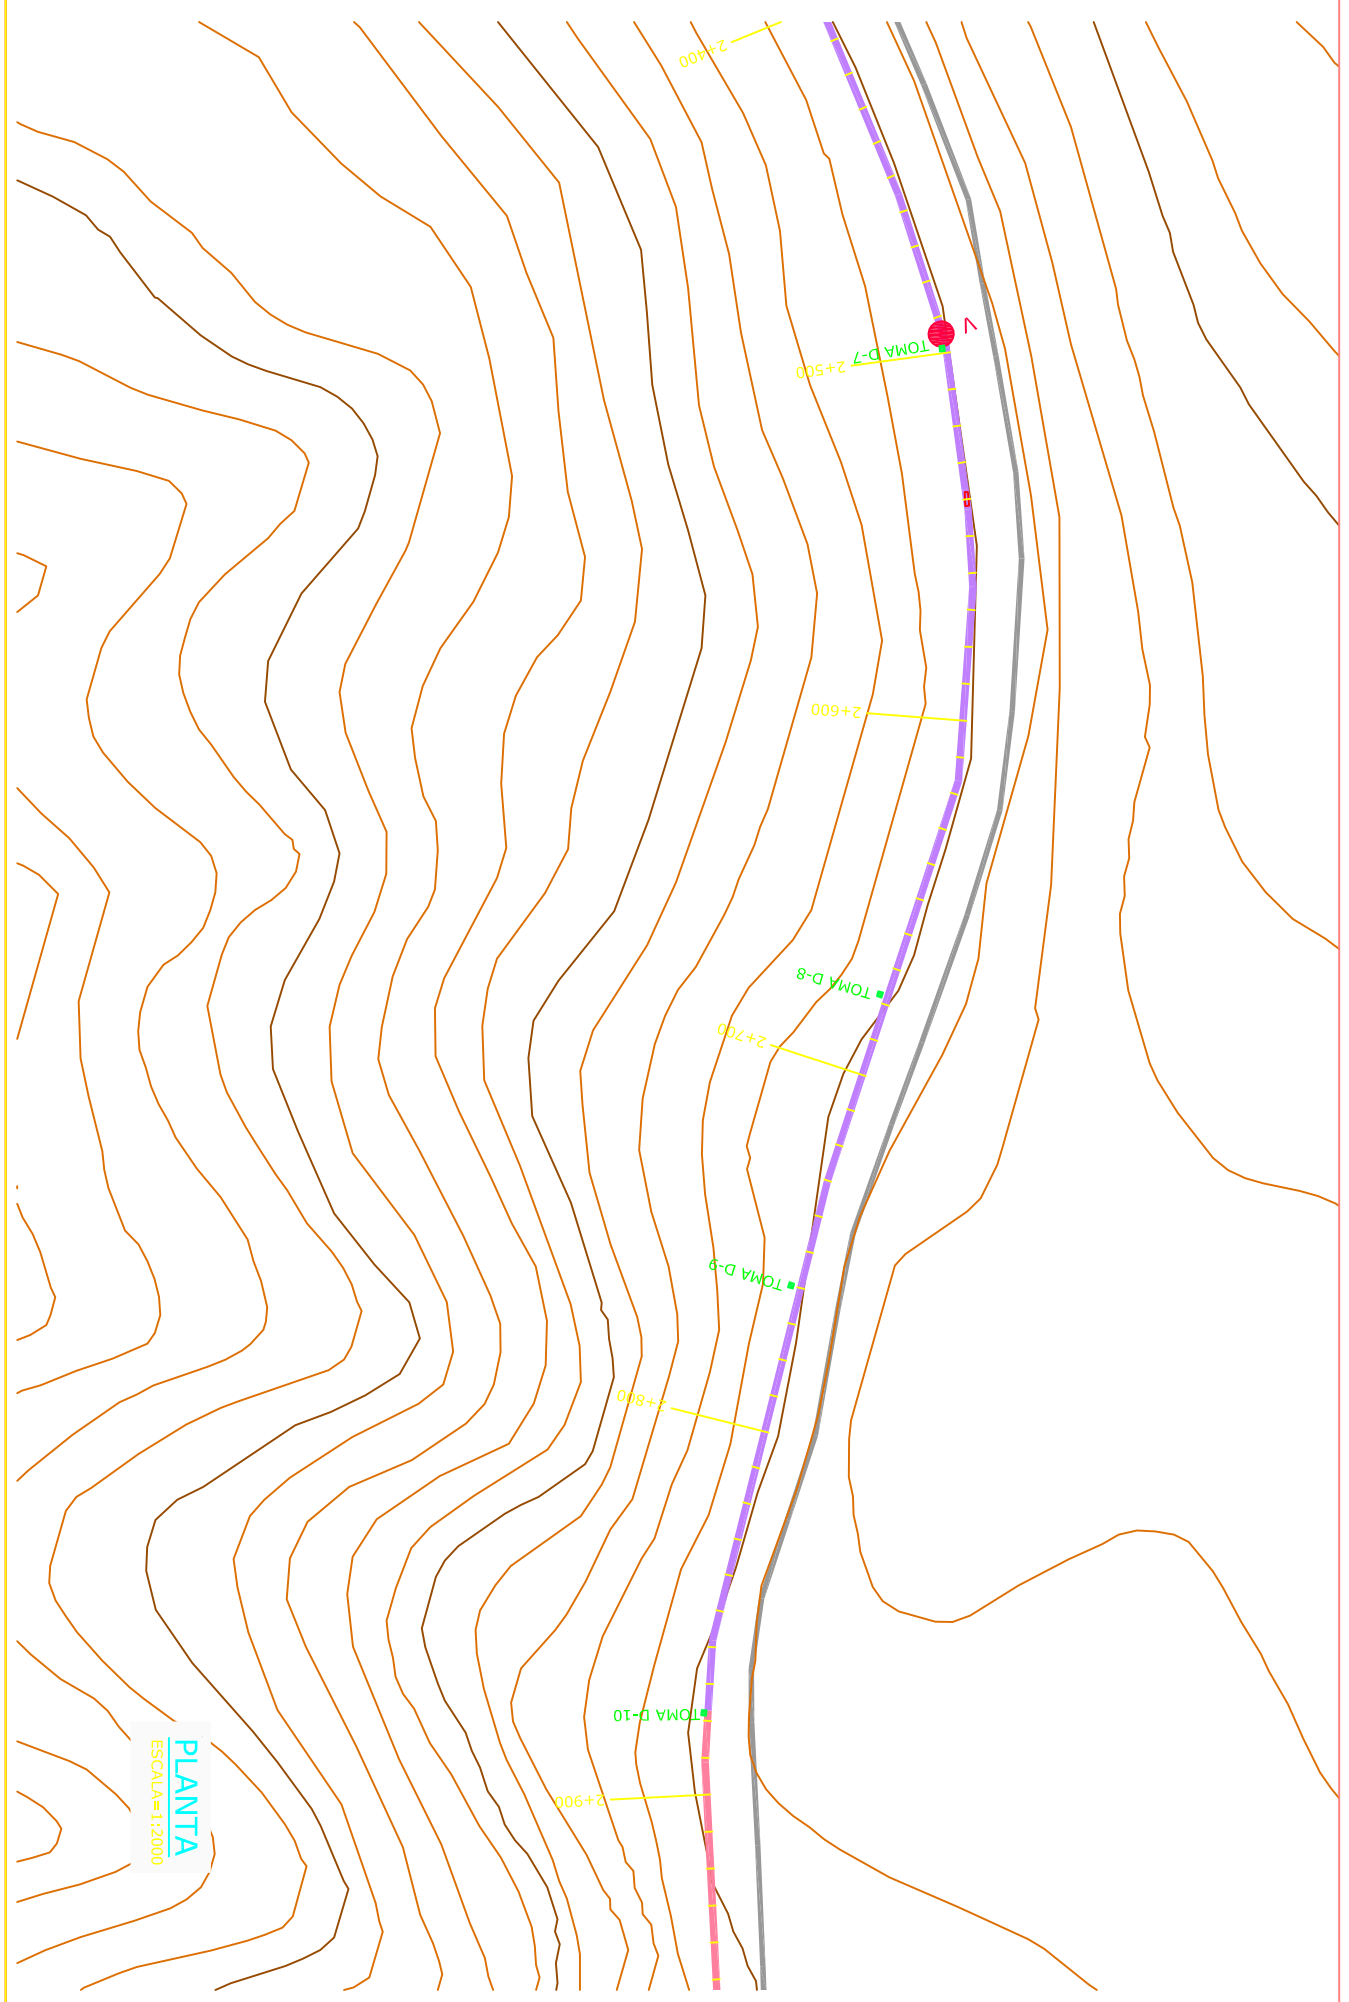 2+400
V
TOMA D-7
2+500
2+600
TOMA D-8
2+700
TOMA D-9
2+800
TOMA D-10
2+900
PLANTA
ESCALA=1:2000